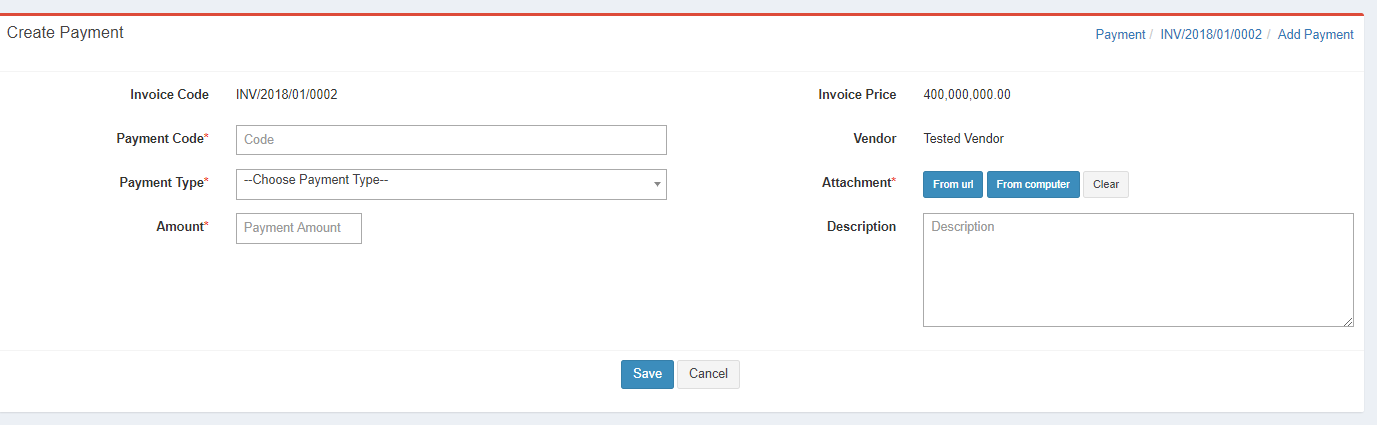 Create Payment
Payment / INV/2018/01/0002 / Add Payment
Invoice Code INV/2018/01/0002
Invoice Price 400,000,000.00
Payment Code* Code
Vendor Tested Vendor
Payment Type* --Choose Payment Type--
Attachment* From url From computer Clear
Amount* Payment Amount
Description Description
Save Cancel